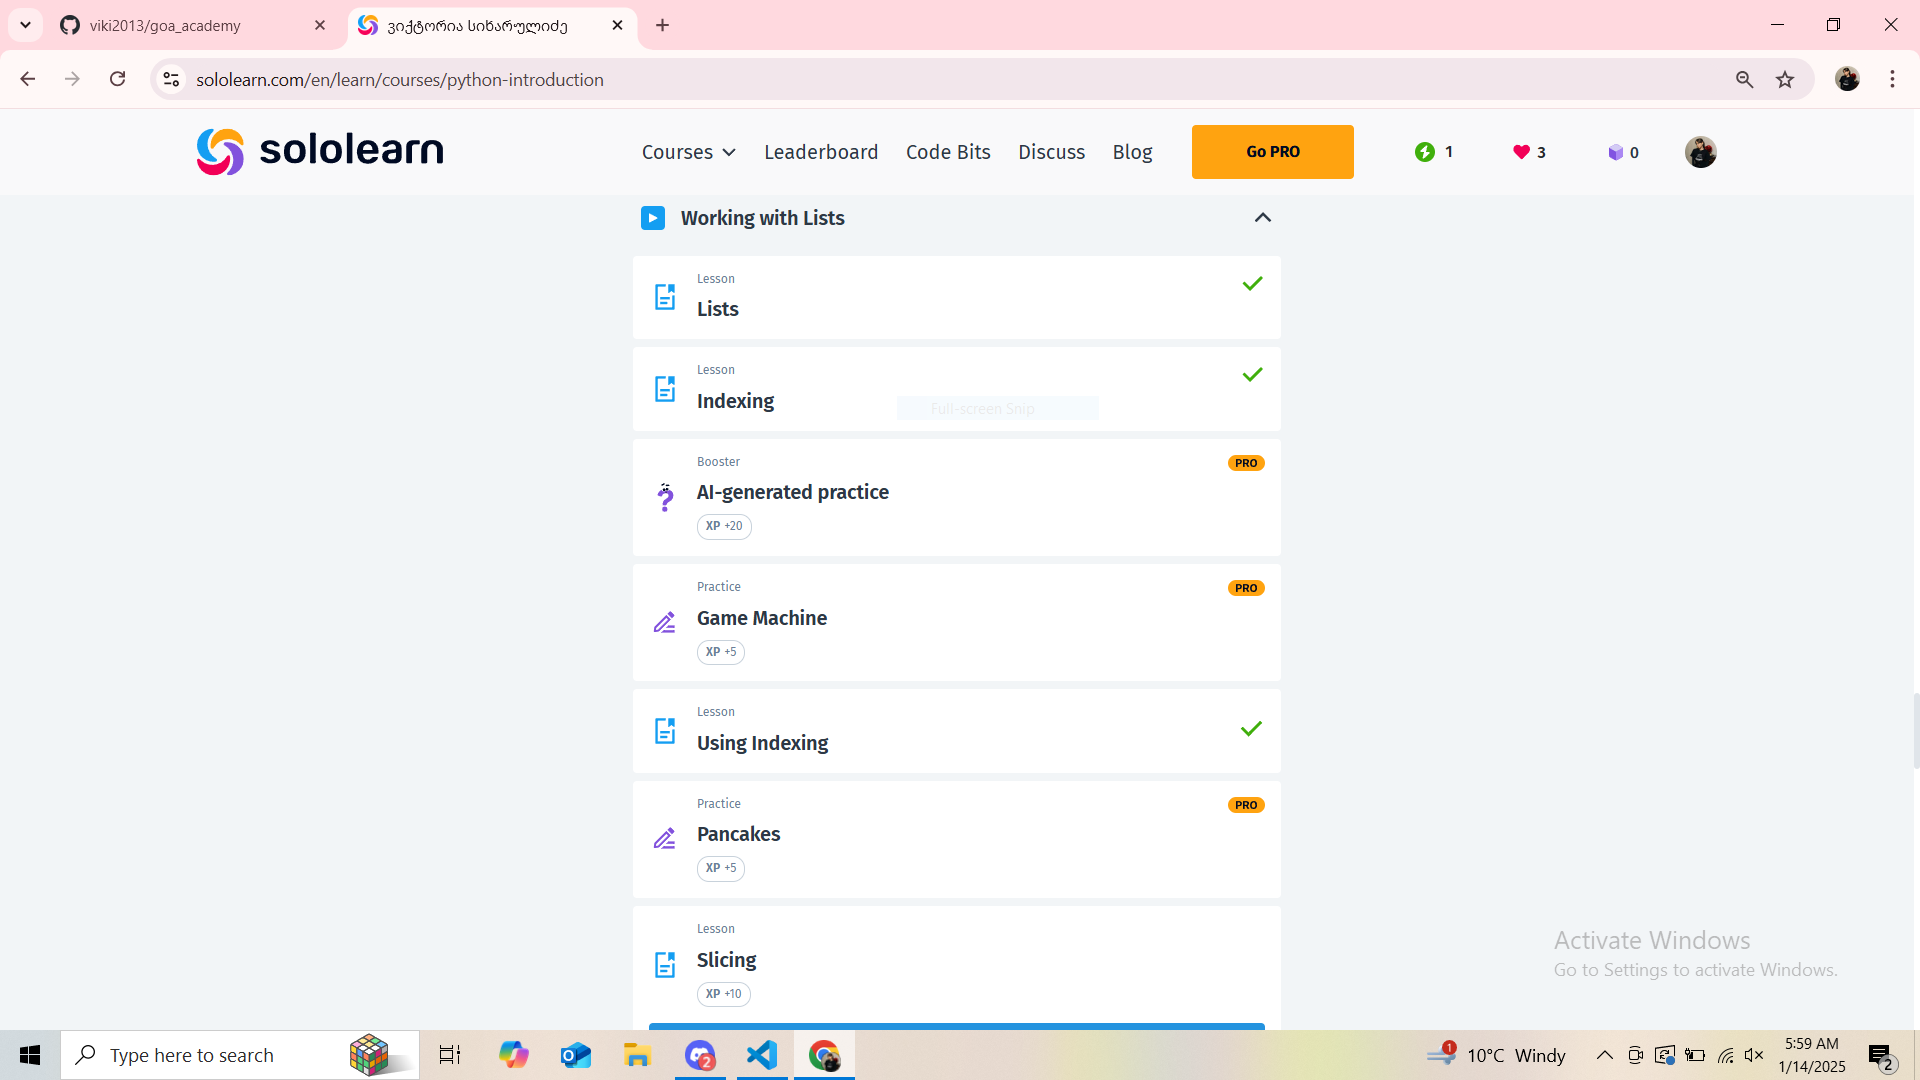 viki2013/goa_academy
ვიქტორია სიხარულიძე
sololearn.com/en/learn/courses/python-introduction
sololearn
Courses
Leaderboard
Code Bits
Discuss
Blog
Go PRO
1
3
0
Working with Lists
Lesson
Lists
Lesson
Indexing
Full-screen Snip
Booster
PRO
AI-generated practice
XP +20
Practice
PRO
Game Machine
XP +5
Lesson
Using Indexing
Practice
PRO
Pancakes
XP +5
Lesson
Slicing
XP +10
Activate Windows
Go to Settings to activate Windows.
Type here to search
2
1
10°C Windy
5:59 AM
1/14/2025
2